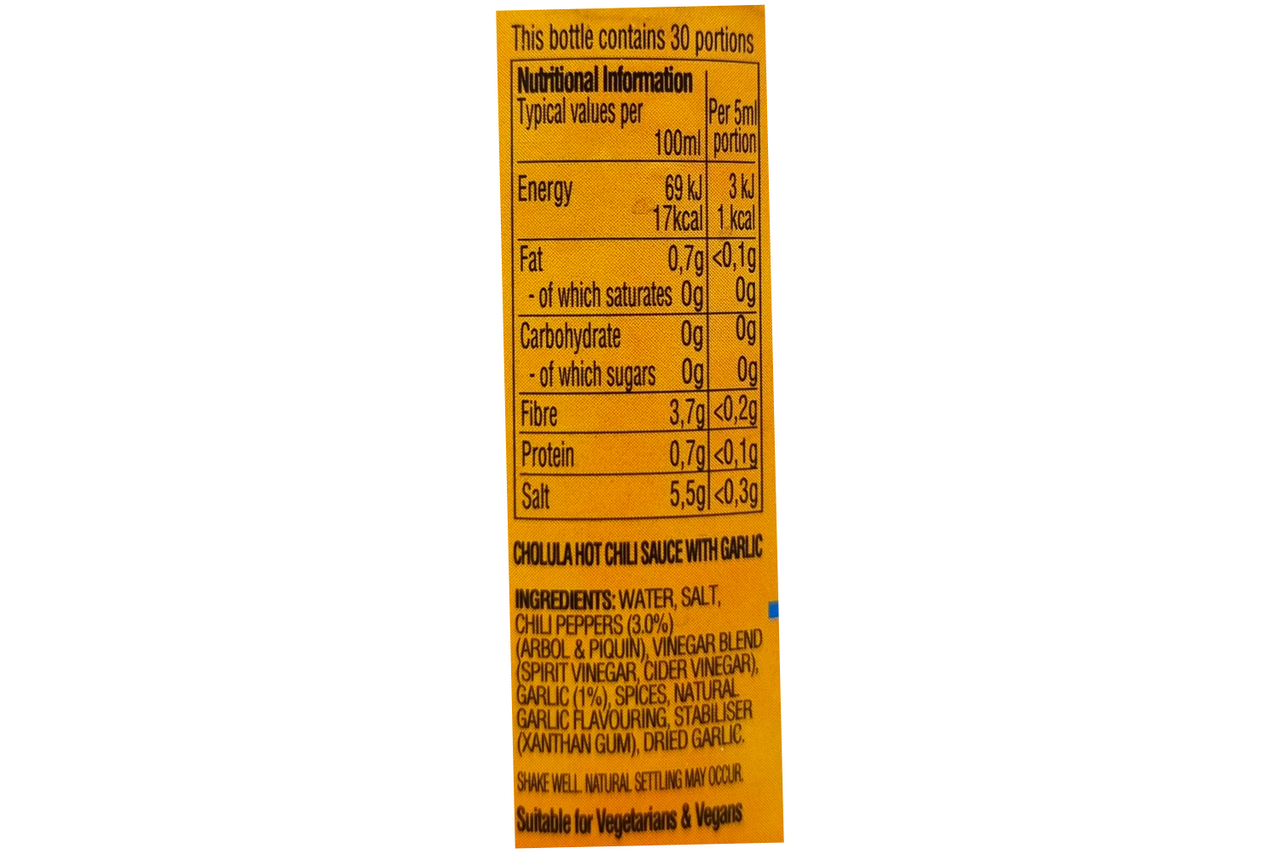 This bottle contains 30 portions
Nutritional Information
Typical values per 100ml | Per 5ml portion
Energy 69 kJ 3 kJ
17kcal 1 kcal
Fat 0,7g <0,1g
- of which saturates 0g 0g
Carbohydrate 0g 0g
- of which sugars 0g 0g
Fibre 3,7g <0,2g
Protein 0,7g <0,1g
Salt 5,5g <0,3g
CHOLULA HOT CHILI SAUCE WITH GARLIC
INGREDIENTS: WATER, SALT,
CHILI PEPPERS (3.0%)
(ARBOL & PIQUIN), VINEGAR BLEND
(SPIRIT VINEGAR, CIDER VINEGAR),
GARLIC (1%), SPICES, NATURAL
GARLIC FLAVOURING, STABILISER
(XANTHAN GUM), DRIED GARLIC.
SHAKE WELL. NATURAL SETTLING MAY OCCUR.
Suitable for Vegetarians & Vegans